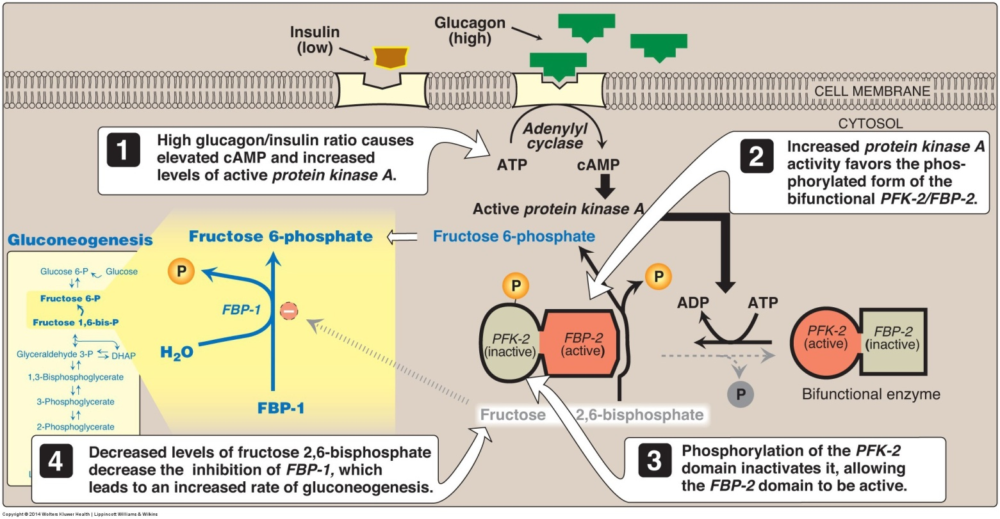 Insulin
(low)
Glucagon
(high)
CELL MEMBRANE
CYTOSOL
1
High glucagon/insulin ratio causes
elevated cAMP and increased
levels of active protein kinase A.
Adenylyl
cyclase
ATP
cAMP
2
Increased protein kinase A
activity favors the phos-
phorylated form of the
bifunctional PFK-2/FBP-2.
Active protein kinase A
Gluconeogenesis
Fructose 6-phosphate
Fructose 6-phosphate
Glucose 6-P
Glucose
Fructose 6-P
Fructose 1,6-bis-P
Glyceraldehyde 3-P
DHAP
1,3-Bisphosphoglycerate
3-Phosphoglycerate
2-Phosphoglycerate
L
P
FBP-1
–
H2O
FBP-1
P
P
PFK-2
(inactive)
FBP-2
(active)
ADP
ATP
P
PFK-2
(active)
FBP-2
(inactive)
Bifunctional enzyme
Fructose 2,6-bisphosphate
4
Decreased levels of fructose 2,6-bisphosphate
decrease the inhibition of FBP-1, which
leads to an increased rate of gluconeogenesis.
3
Phosphorylation of the PFK-2
domain inactivates it, allowing
the FBP-2 domain to be active.
Copyright © 2014 Wolters Kluwer Health | Lippincott Williams & Wilkins